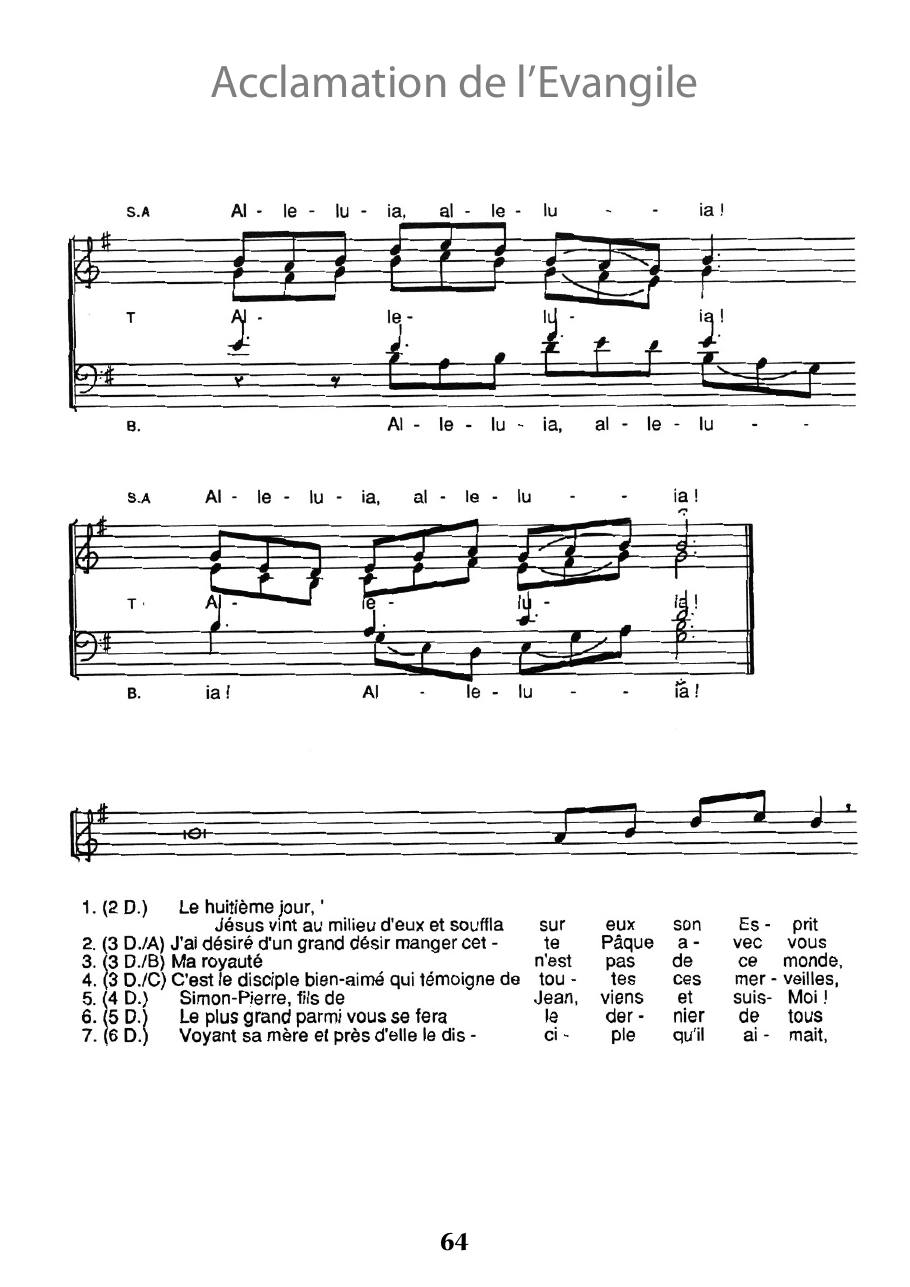 Acclamation de l’Evangile
S.A Al - le - lu - ia, al - le - lu - - ia !
T Al - le - lu - ia !
B. Al - le - lu - ia, al - le - lu - -
S.A Al - le - lu - ia, al - le - lu - - ia !
T Al - le - lu - ia !
B. ia ! Al - le - lu - - ia !
1. (2 D.) Le huitième jour, '
Jésus vint au milieu d'eux et souffla sur eux son Es - prit
2. (3 D./A) J'ai désiré d'un grand désir manger cet - te Pâque a - vec vous
3. (3 D./B) Ma royauté n'est pas de ce monde,
4. (3 D./C) C'est le disciple bien-aimé qui témoigne de tou - tes ces mer - veilles,
5. (4 D.) Simon-Pierre, fils de Jean, viens et suis- Moi !
6. (5 D.) Le plus grand parmi vous se fera le der - nier de tous
7. (6 D.) Voyant sa mère et près d'elle le dis - ci - ple qu'il ai - mait,
64